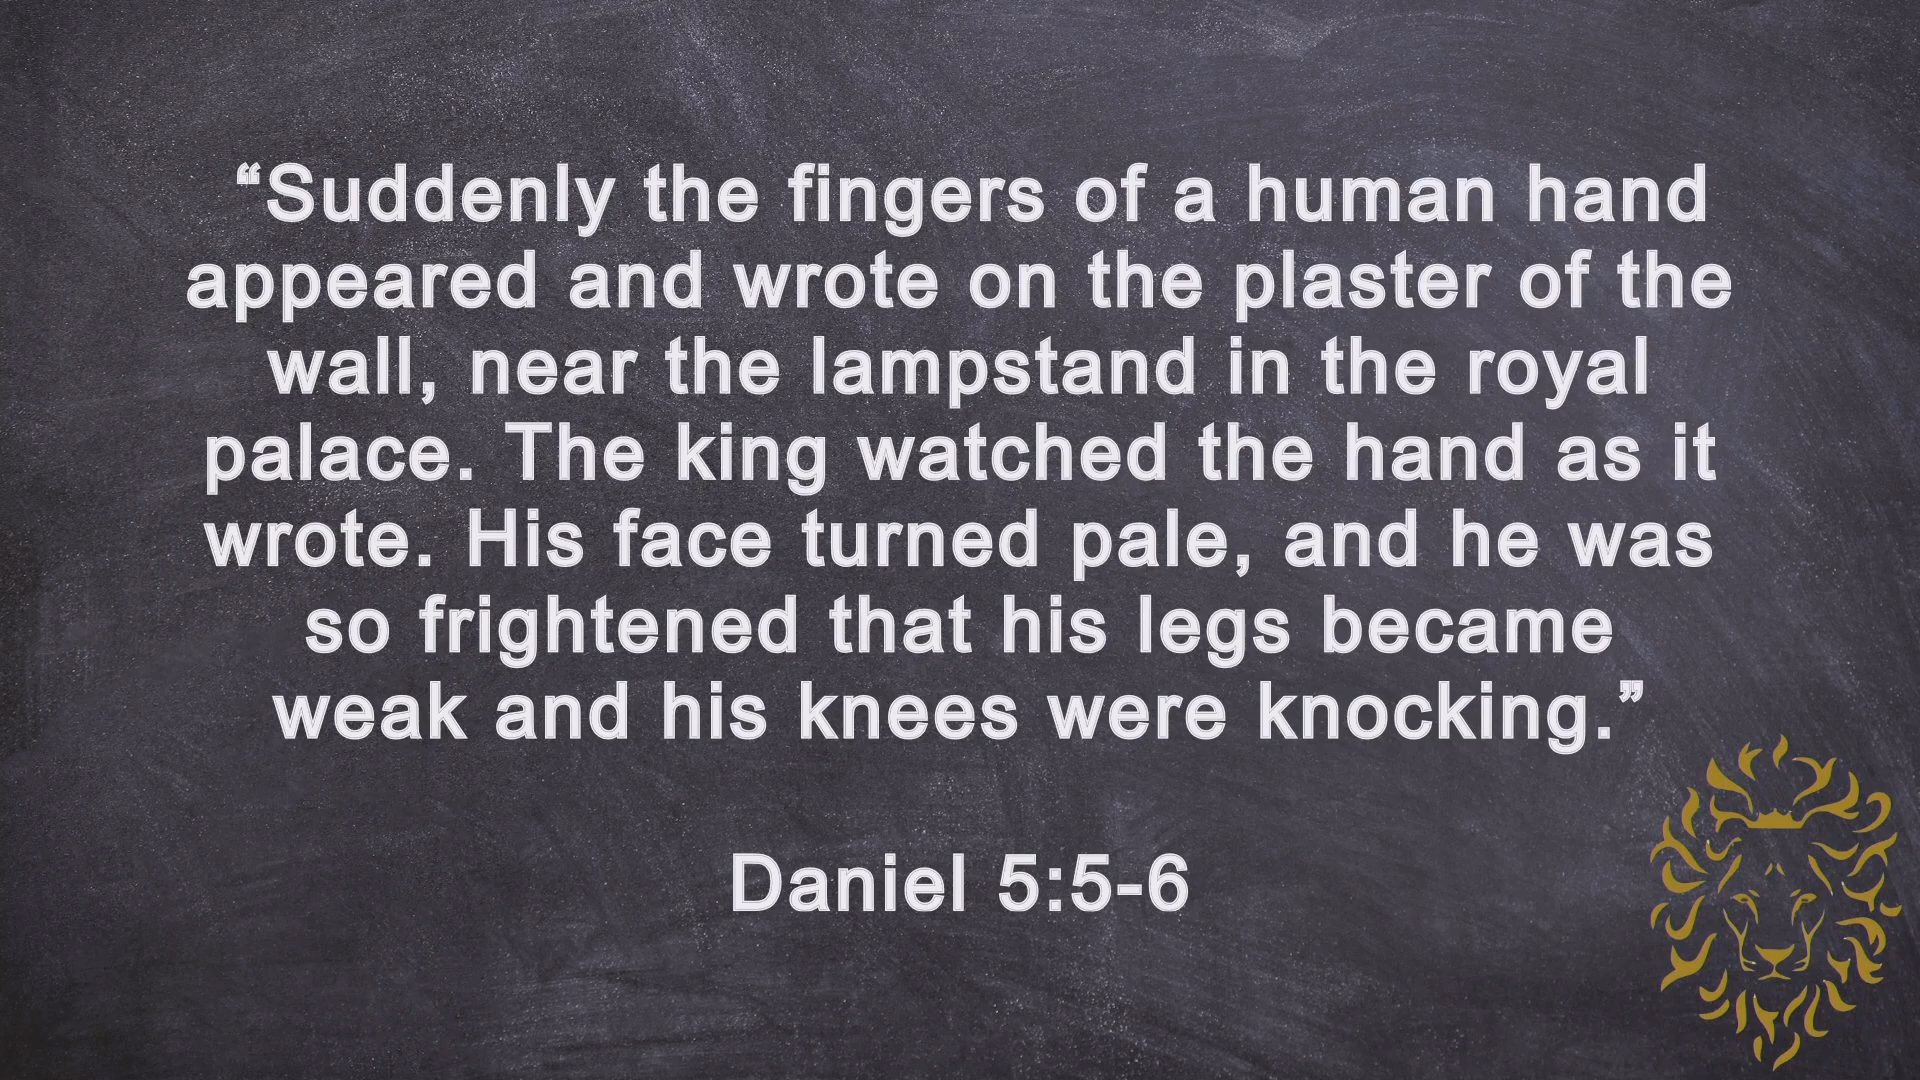 “Suddenly the fingers of a human hand
appeared and wrote on the plaster of the
wall, near the lampstand in the royal
palace. The king watched the hand as it
wrote. His face turned pale, and he was
so frightened that his legs became
weak and his knees were knocking.”
Daniel 5:5-6